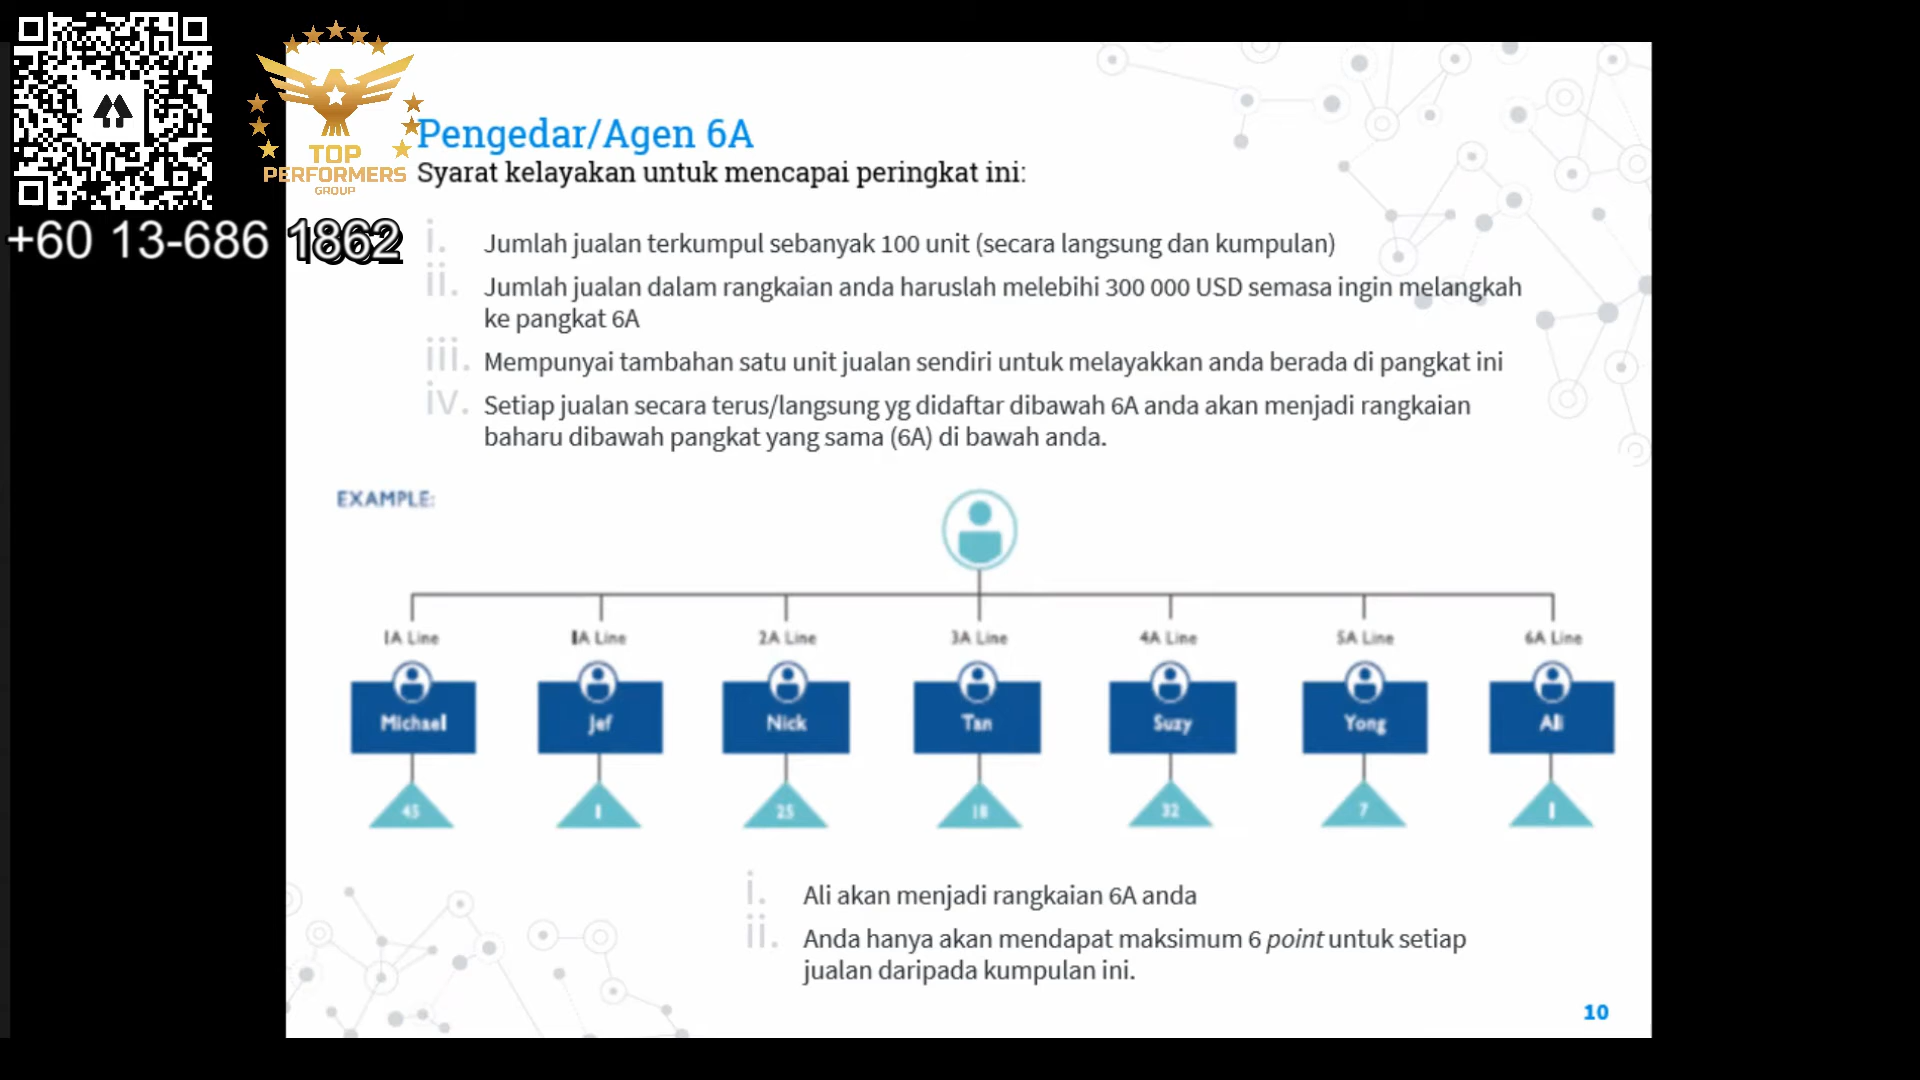 TOP
PERFORMERS
GROUP
+60 13-686 1862
Pengedar/Agen 6A
Syarat kelayakan untuk mencapai peringkat ini:
i. Jumlah jualan terkumpul sebanyak 100 unit (secara langsung dan kumpulan)
ii. Jumlah jualan dalam rangkaian anda haruslah melebihi 300 000 USD semasa ingin melangkah
ke pangkat 6A
iii. Mempunyai tambahan satu unit jualan sendiri untuk melayakkan anda berada di pangkat ini
iv. Setiap jualan secara terus/langsung yg didaftar dibawah 6A anda akan menjadi rangkaian
baharu dibawah pangkat yang sama (6A) di bawah anda.
EXAMPLE:
1A Line 1A Line 2A Line 3A Line 4A Line 5A Line 6A Line
Michael Jef Nick Tan Suzy Yong Ali
45 1 25 18 32 7 1
i. Ali akan menjadi rangkaian 6A anda
ii. Anda hanya akan mendapat maksimum 6 point untuk setiap
jualan daripada kumpulan ini.
10